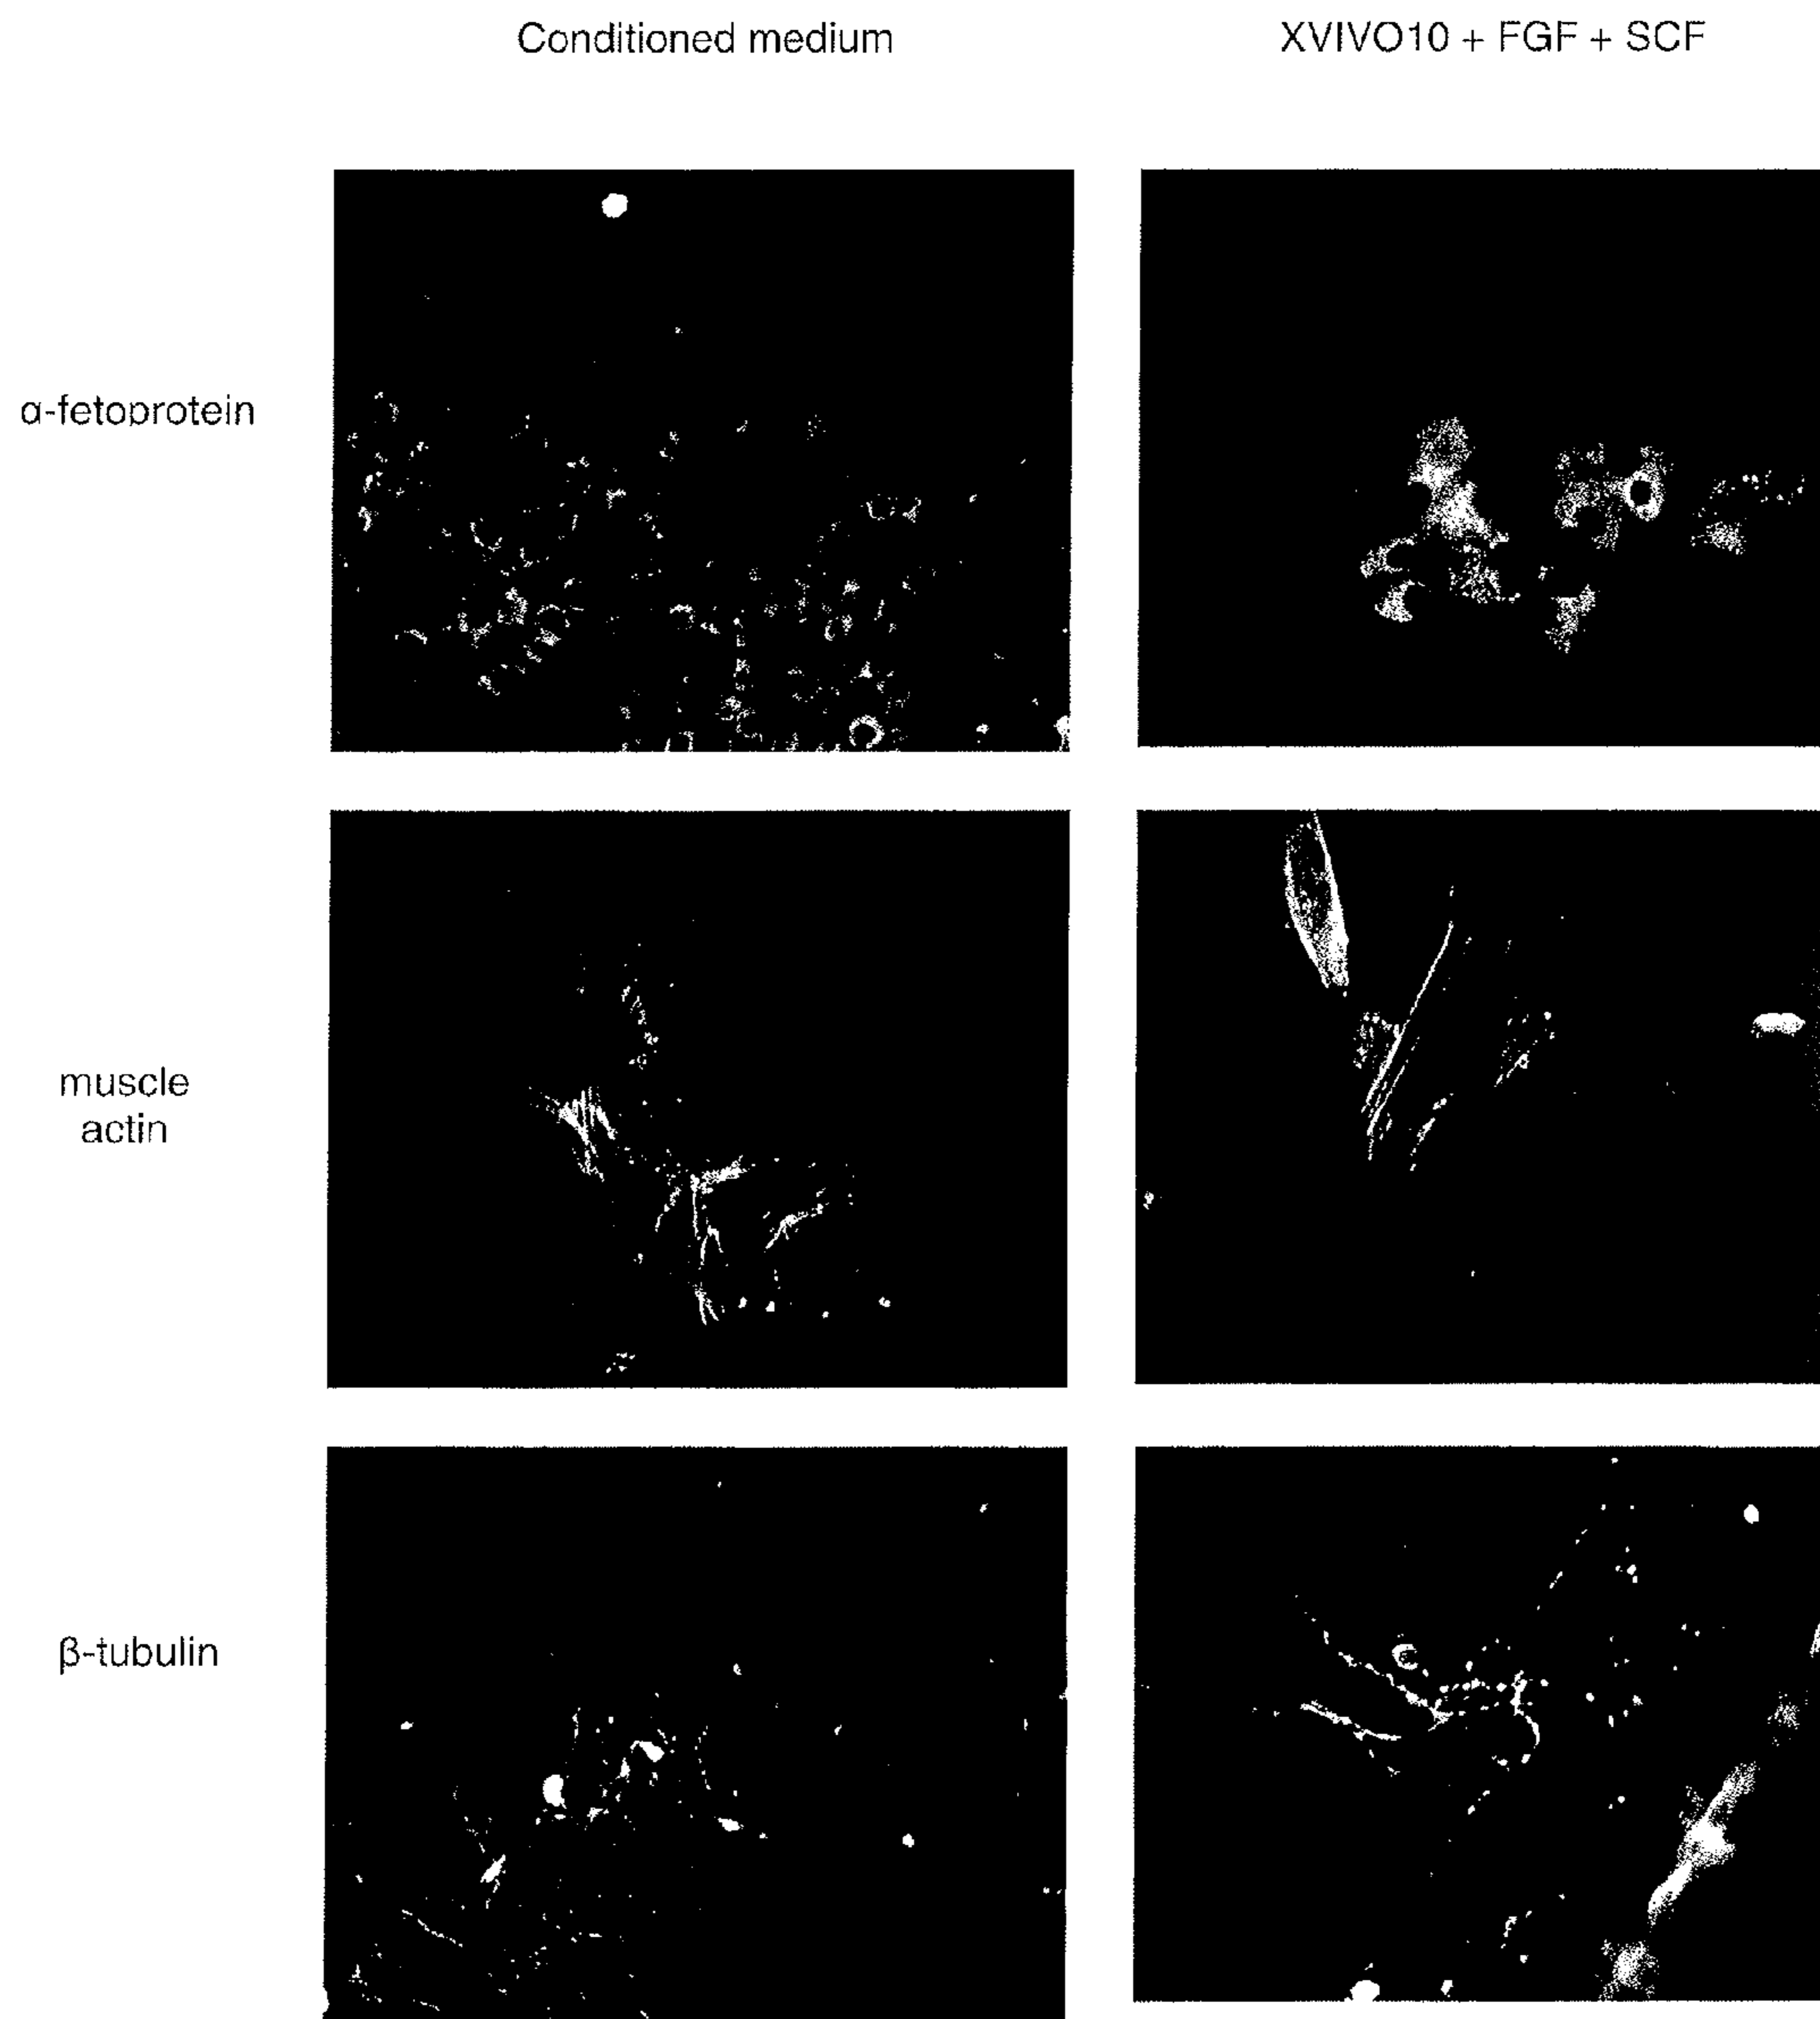 Conditioned medium
XVIVO10 + FGF + SCF
α-fetoprotein
muscle
actin
β-tubulin